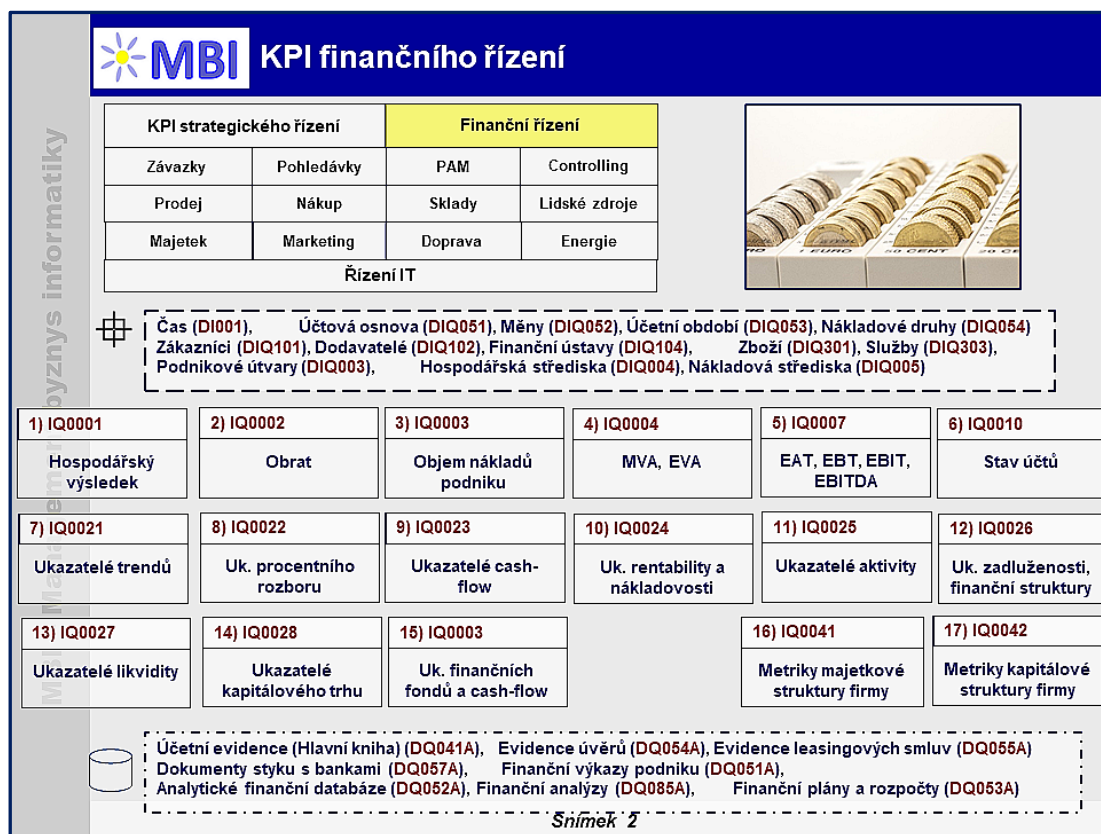 MBI
KPI finančního řízení
KPI strategického řízení
Finanční řízení
Závazky
Pohledávky
PAM
Controlling
Prodej
Nákup
Sklady
Lidské zdroje
Majetek
Marketing
Doprava
Energie
Řízení IT
1 EURO
50 CENT
20 CE
Čas (DI001), Účtová osnova (DIQ051), Měny (DIQ052), Účetní období (DIQ053), Nákladové druhy (DIQ054)
Zákazníci (DIQ101), Dodavatelé (DIQ102), Finanční ústavy (DIQ104), Zboží (DIQ301), Služby (DIQ303),
Podnikové útvary (DIQ003), Hospodářská střediska (DIQ004), Nákladová střediska (DIQ005)
1) IQ0001
Hospodářský
výsledek
2) IQ0002
Obrat
3) IQ0003
Objem nákladů
podniku
4) IQ0004
MVA, EVA
5) IQ0007
EAT, EBT, EBIT,
EBITDA
6) IQ0010
Stav účtů
7) IQ0021
Ukazatelé trendů
8) IQ0022
Uk. procentního
rozboru
9) IQ0023
Ukazatelé cash-
flow
10) IQ0024
Uk. rentability a
nákladovosti
11) IQ0025
Ukazatelé aktivity
12) IQ0026
Uk. zadluženosti,
finanční struktury
13) IQ0027
Ukazatelé likvidity
14) IQ0028
Ukazatelé
kapitálového trhu
15) IQ0003
Uk. finančních
fondů a cash-flow
16) IQ0041
Metriky majetkové
struktury firmy
17) IQ0042
Metriky kapitálové
struktury firmy
Účetní evidence (Hlavní kniha) (DQ041A), Evidence úvěrů (DQ054A), Evidence leasingových smluv (DQ055A)
Dokumenty styku s bankami (DQ057A), Finanční výkazy podniku (DQ051A),
Analytické finanční databáze (DQ052A), Finanční analýzy (DQ085A), Finanční plány a rozpočty (DQ053A)
Snímek 2
byznys informatiky